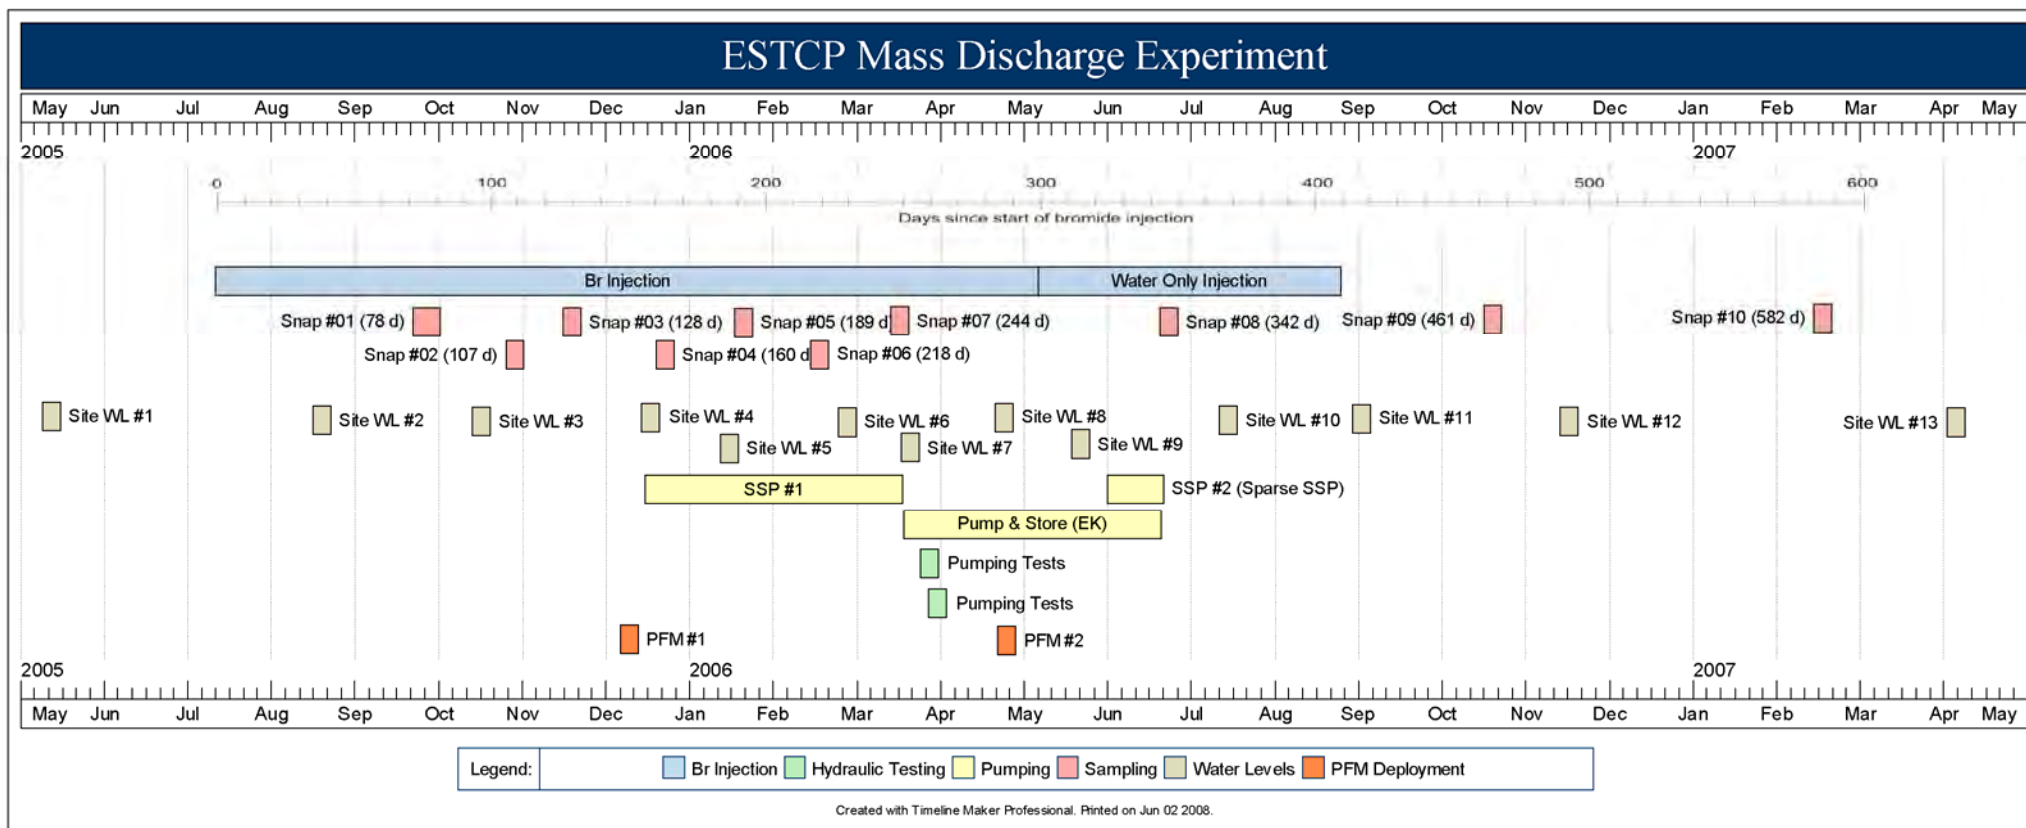 ESTCP Mass Discharge Experiment
May Jun Jul Aug Sep Oct Nov Dec Jan Feb Mar Apr May Jun Jul Aug Sep Oct Nov Dec Jan Feb Mar Apr May
2005 2006 2007
0 100 200 300 400 500 600
Days since start of bromide injection
Br Injection Water Only Injection
Snap #01 (78 d) Snap #03 (128 d) Snap #05 (189 d Snap #07 (244 d) Snap #08 (342 d) Snap #09 (461 d) Snap #10 (582 d)
Snap #02 (107 d) Snap #04 (160 d Snap #06 (218 d)
Site WL #1 Site WL #2 Site WL #3 Site WL #4 Site WL #6 Site WL #8 Site WL #10 Site WL #11 Site WL #12 Site WL #13
Site WL #5 Site WL #7 Site WL #9
SSP #1 SSP #2 (Sparse SSP)
Pump & Store (EK)
Pumping Tests
Pumping Tests
PFM #1 PFM #2
2005 2006 2007
May Jun Jul Aug Sep Oct Nov Dec Jan Feb Mar Apr May Jun Jul Aug Sep Oct Nov Dec Jan Feb Mar Apr May
Legend: Br Injection Hydraulic Testing Pumping Sampling Water Levels PFM Deployment
Created with Timeline Maker Professional. Printed on Jun 02 2008.